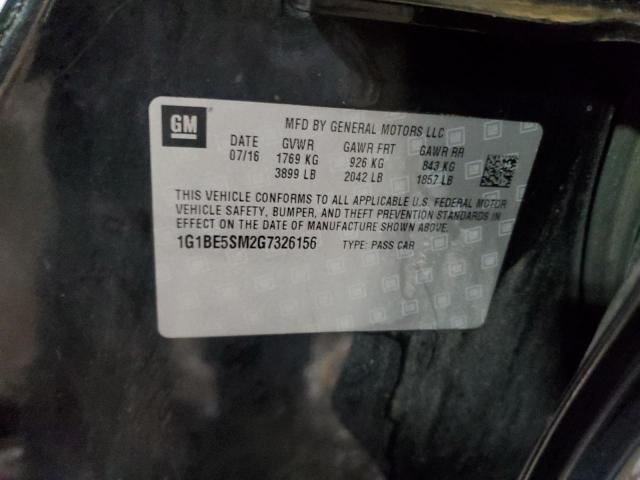 GM
MFD BY GENERAL MOTORS LLC
DATE GVWR GAWR FRT GAWR RR
07/16 1769 KG 926 KG 843 KG
3899 LB 2042 LB 1857 LB
THIS VEHICLE CONFORMS TO ALL APPLICABLE U.S. FEDERAL MOTOR
VEHICLE SAFETY, BUMPER, AND THEFT PREVENTION STANDARDS IN
EFFECT ON THE DATE OF MANUFACTURE SHOWN ABOVE.
1G1BE5SM2G7326156 TYPE: PASS CAR